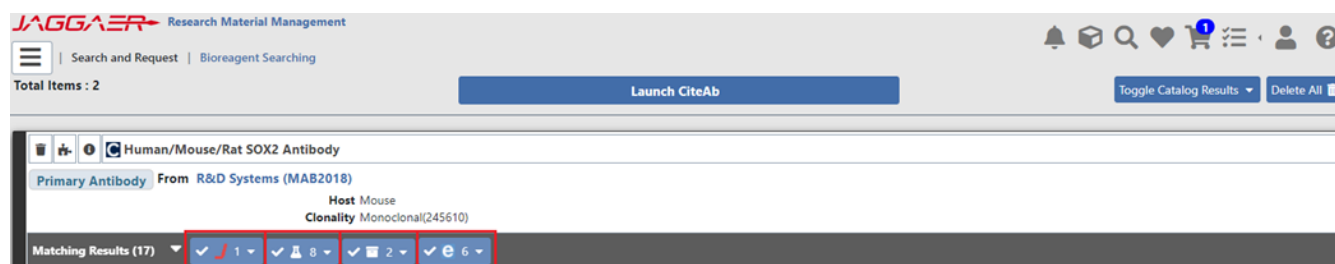 JAGGAER Research Material Management
1
| Search and Request | Bioreagent Searching
Total Items : 2
Launch CiteAb
Toggle Catalog Results
Delete All
C Human/Mouse/Rat SOX2 Antibody
Primary Antibody From R&D Systems (MAB2018)
Host Mouse
Clonality Monoclonal(245610)
Matching Results (17) J 1 8 2 e 6